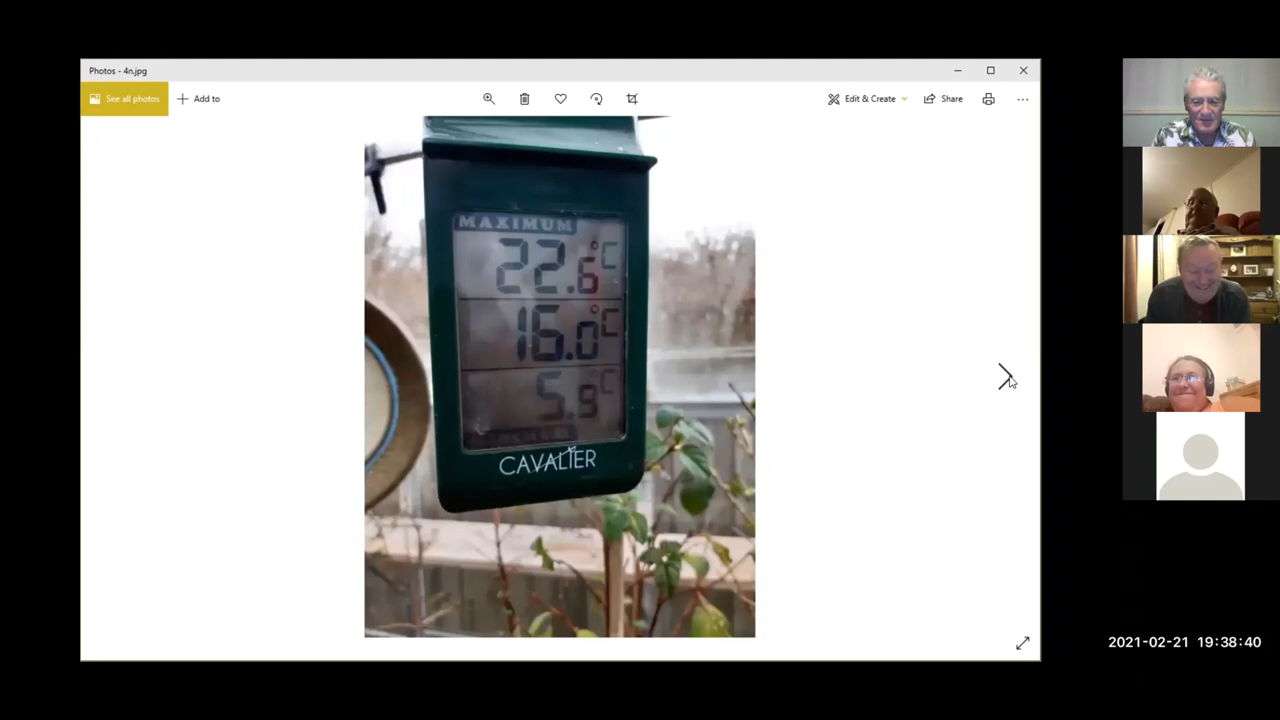 Photos - 4n.jpg
See all photos
Add to
Edit & Create
Share
MAXIMUM
22.6°C
16.0°C
5.9°C
CAVALIER
2021-02-21 19:38:40